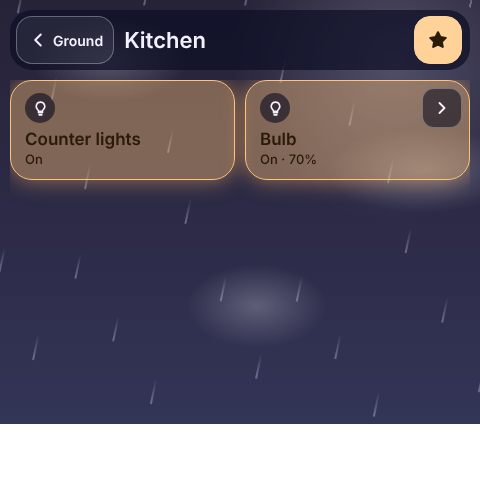 Ground
Kitchen
Counter lights
On
Bulb
On · 70%